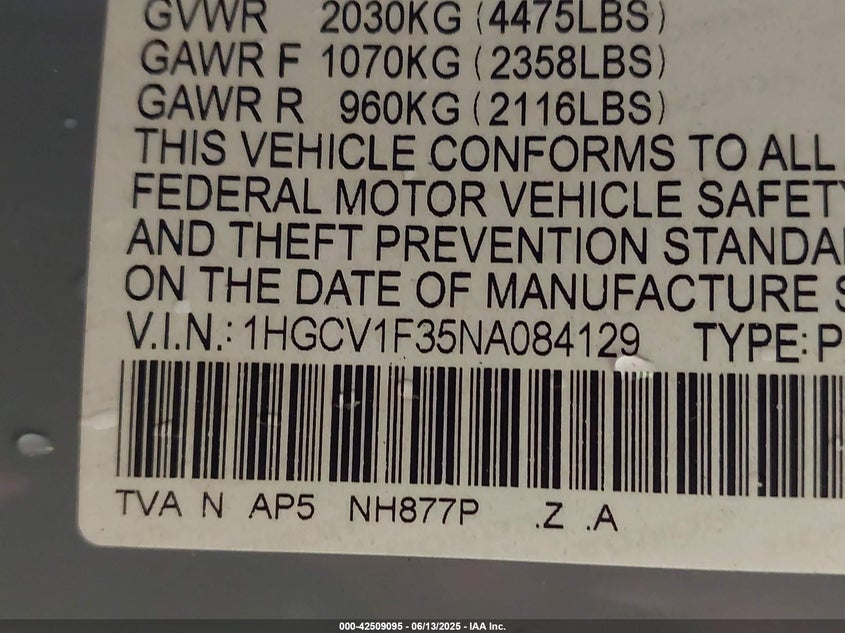 GVWR 2030KG (4475LBS)
GAWR F 1070KG (2358LBS)
GAWR R 960KG (2116LBS)
THIS VEHICLE CONFORMS TO ALL
FEDERAL MOTOR VEHICLE SAFETY
AND THEFT PREVENTION STANDA
ON THE DATE OF MANUFACTURE S
V.I.N.: 1HGCV1F35NA084129 TYPE: P
TVA N AP5 NH877P .Z .A
000-42509095 - 06/13/2025 - IAA Inc.